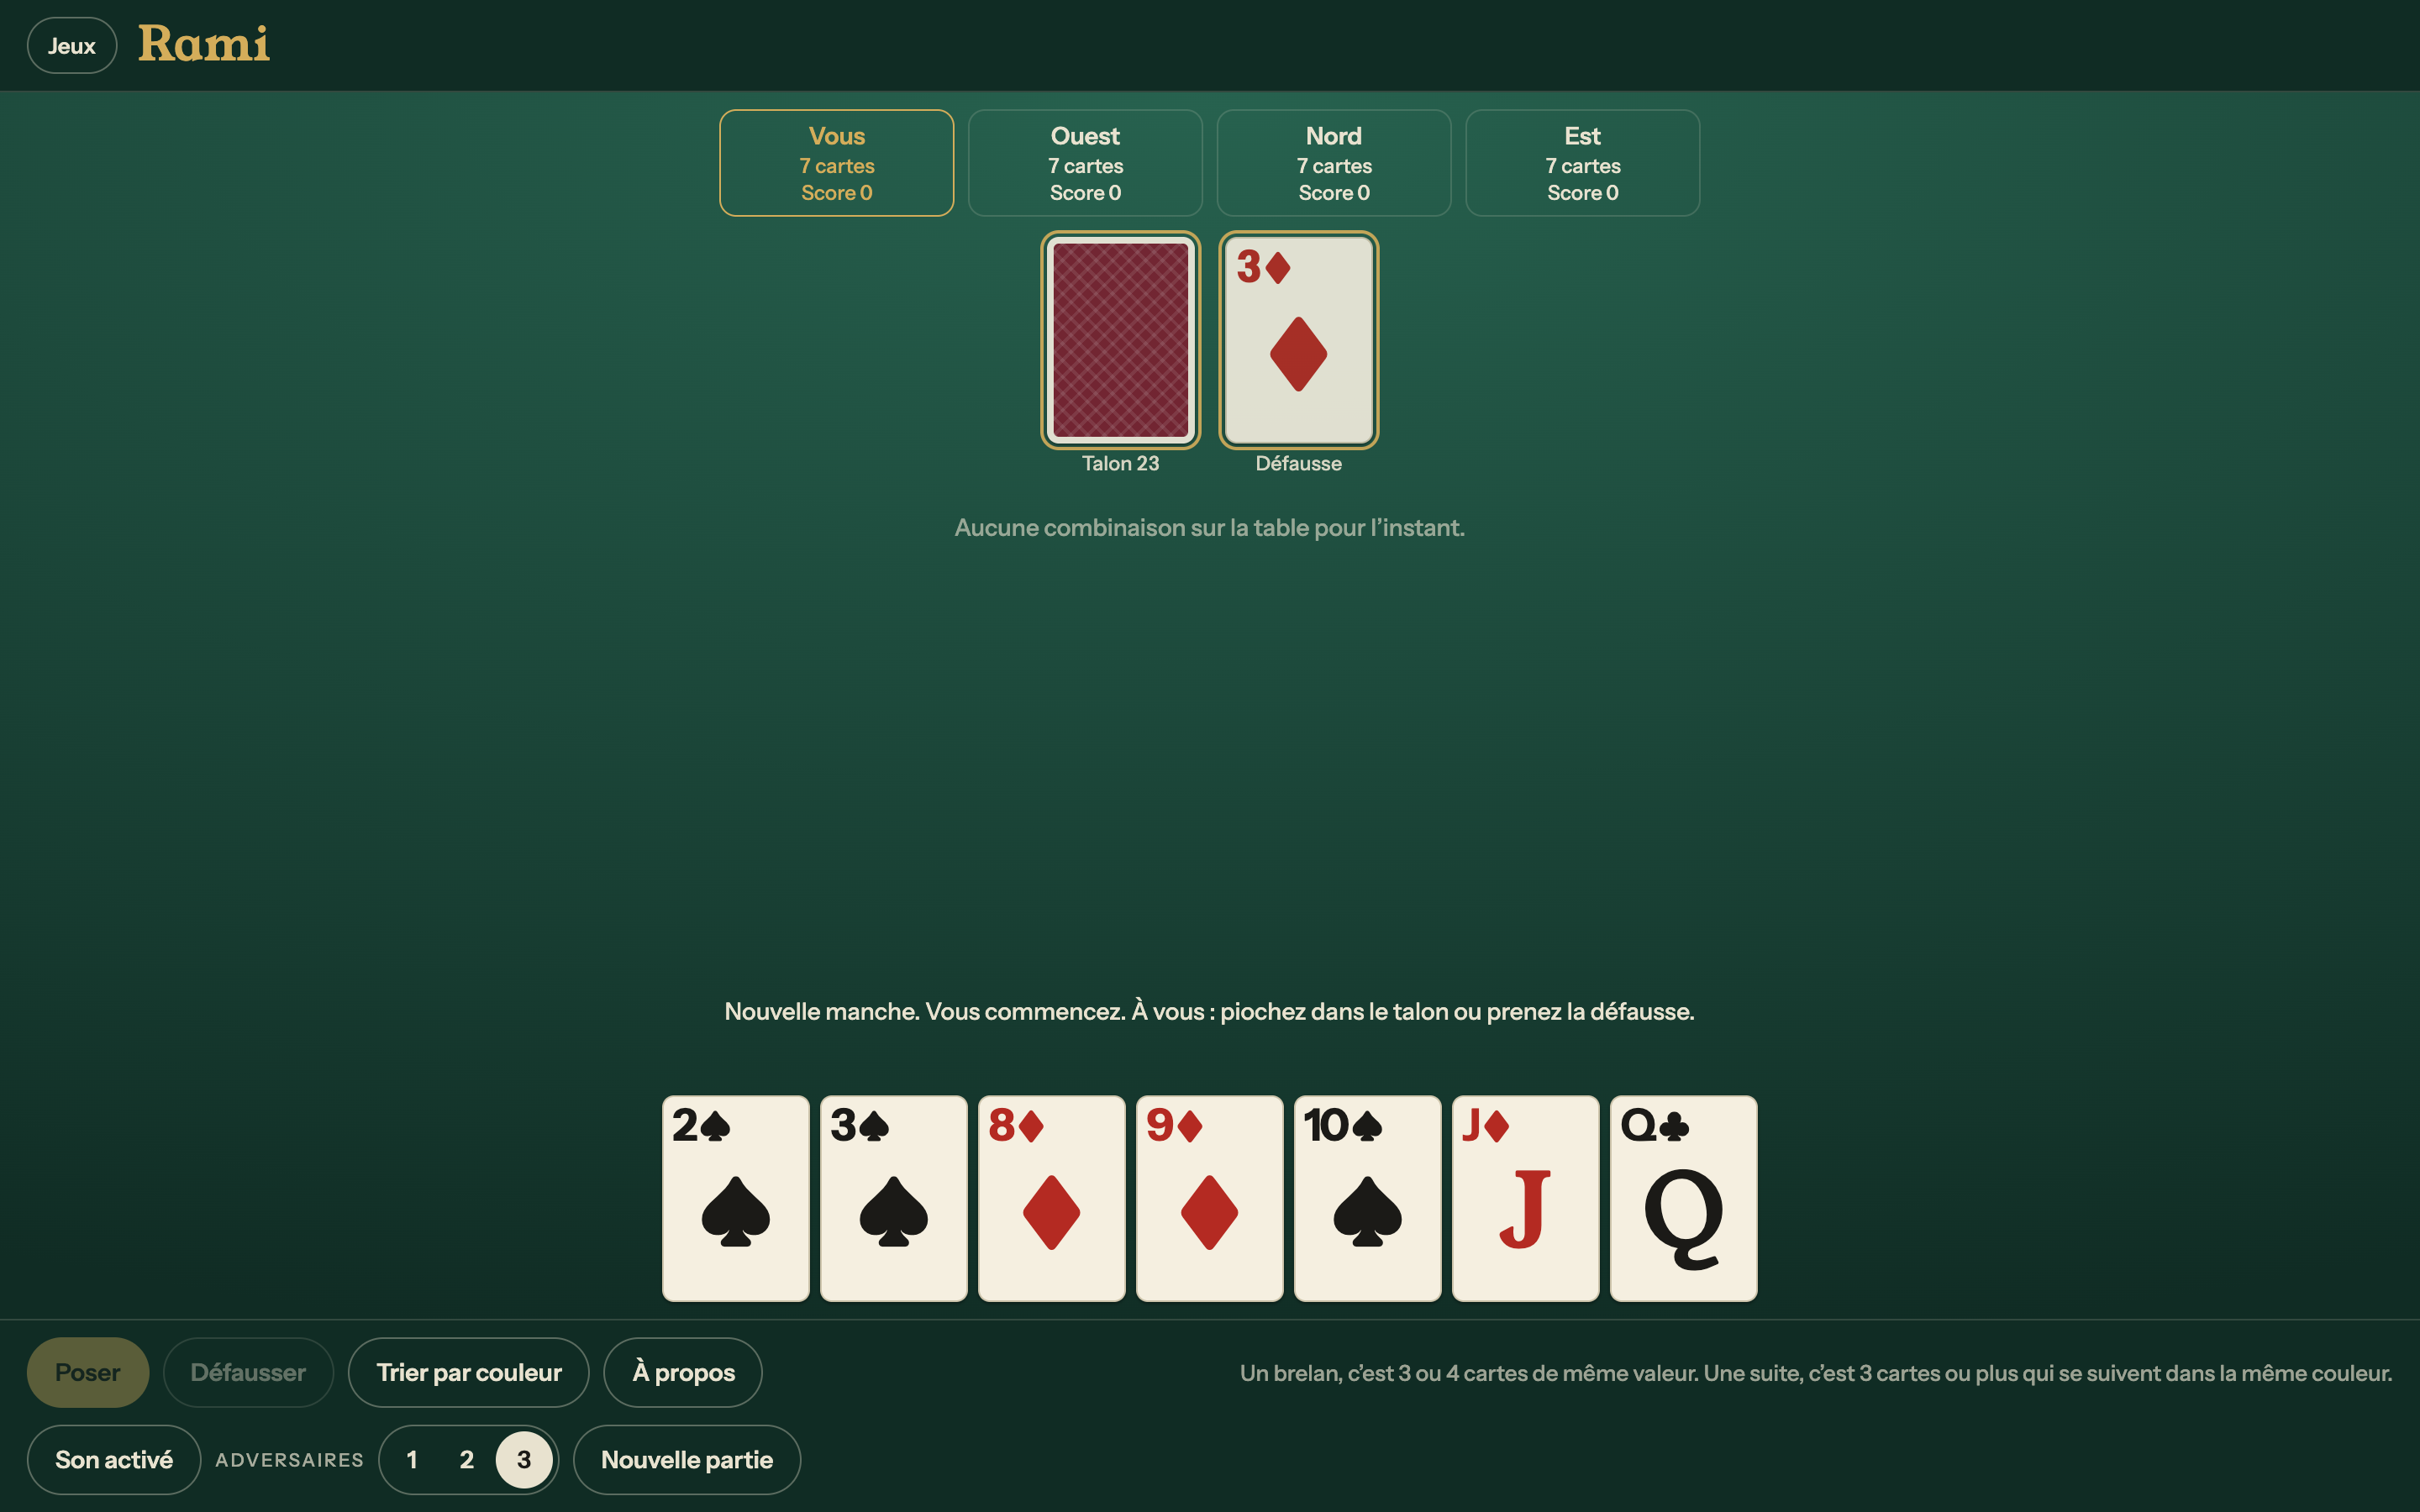 Jeux
Rami
Vous
7 cartes
Score 0
Ouest
7 cartes
Score 0
Nord
7 cartes
Score 0
Est
7 cartes
Score 0
3♦
Talon 23
Défausse
Aucune combinaison sur la table pour l’instant.
Nouvelle manche. Vous commencez. À vous : piochez dans le talon ou prenez la défausse.
2♠
3♠
8♦
9♦
10♠
J♦
J
Q♣
Q
Poser
Défausser
Trier par couleur
À propos
Un brelan, c’est 3 ou 4 cartes de même valeur. Une suite, c’est 3 cartes ou plus qui se suivent dans la même couleur.
Son activé
ADVERSAIRES
1
2
3
Nouvelle partie